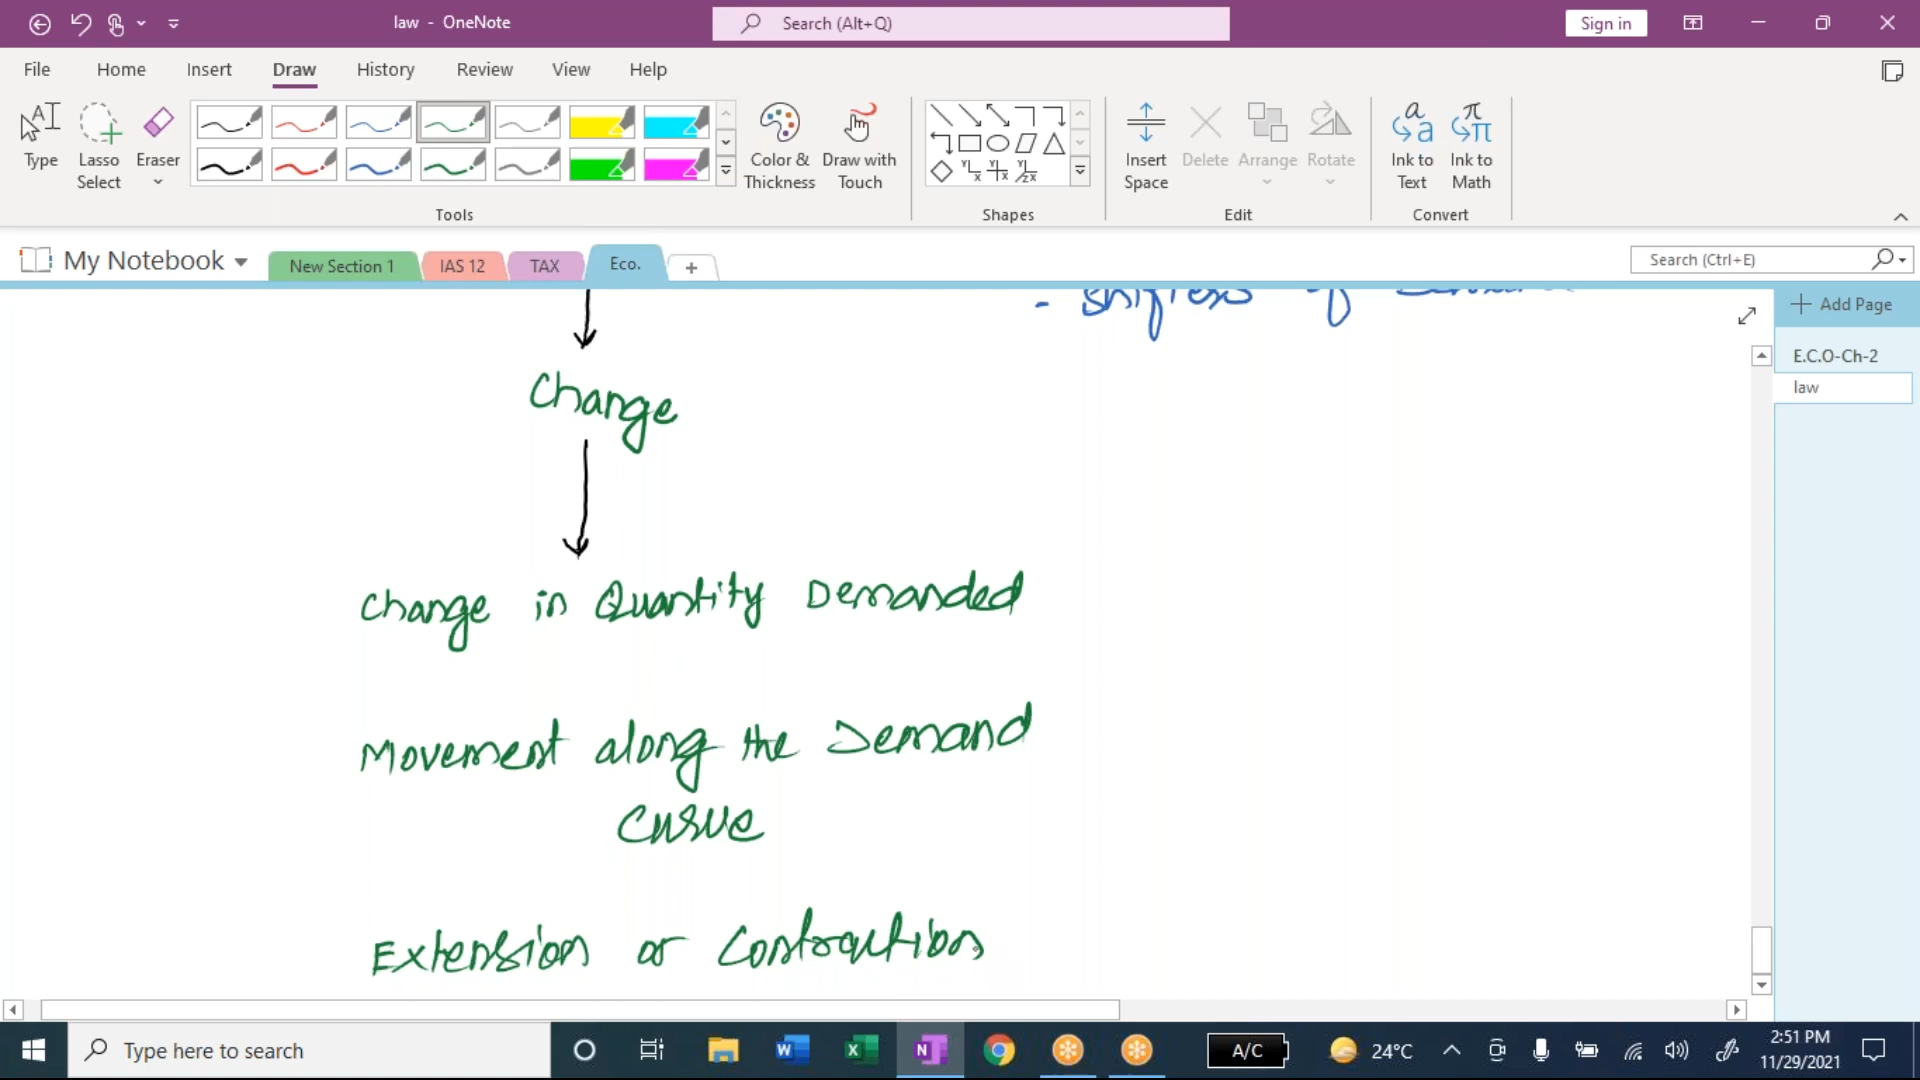 law - OneNote
Search (Alt+Q)
Sign in
File Home Insert Draw History Review View Help
Type
Lasso Select
Eraser
Color & Thickness
Draw with Touch
Insert Space
Delete
Arrange
Rotate
Ink to Text
Ink to Math
Tools
Shapes
Edit
Convert
My Notebook
New Section 1
IAS 12
TAX
Eco.
Search (Ctrl+E)
Add Page
E.C.O-Ch-2
law
of
Change
Change in Quantity Demanded
Movement along the Demand
Curve
Extension or Contraction
Type here to search
A/C
24°C
2:51 PM
11/29/2021